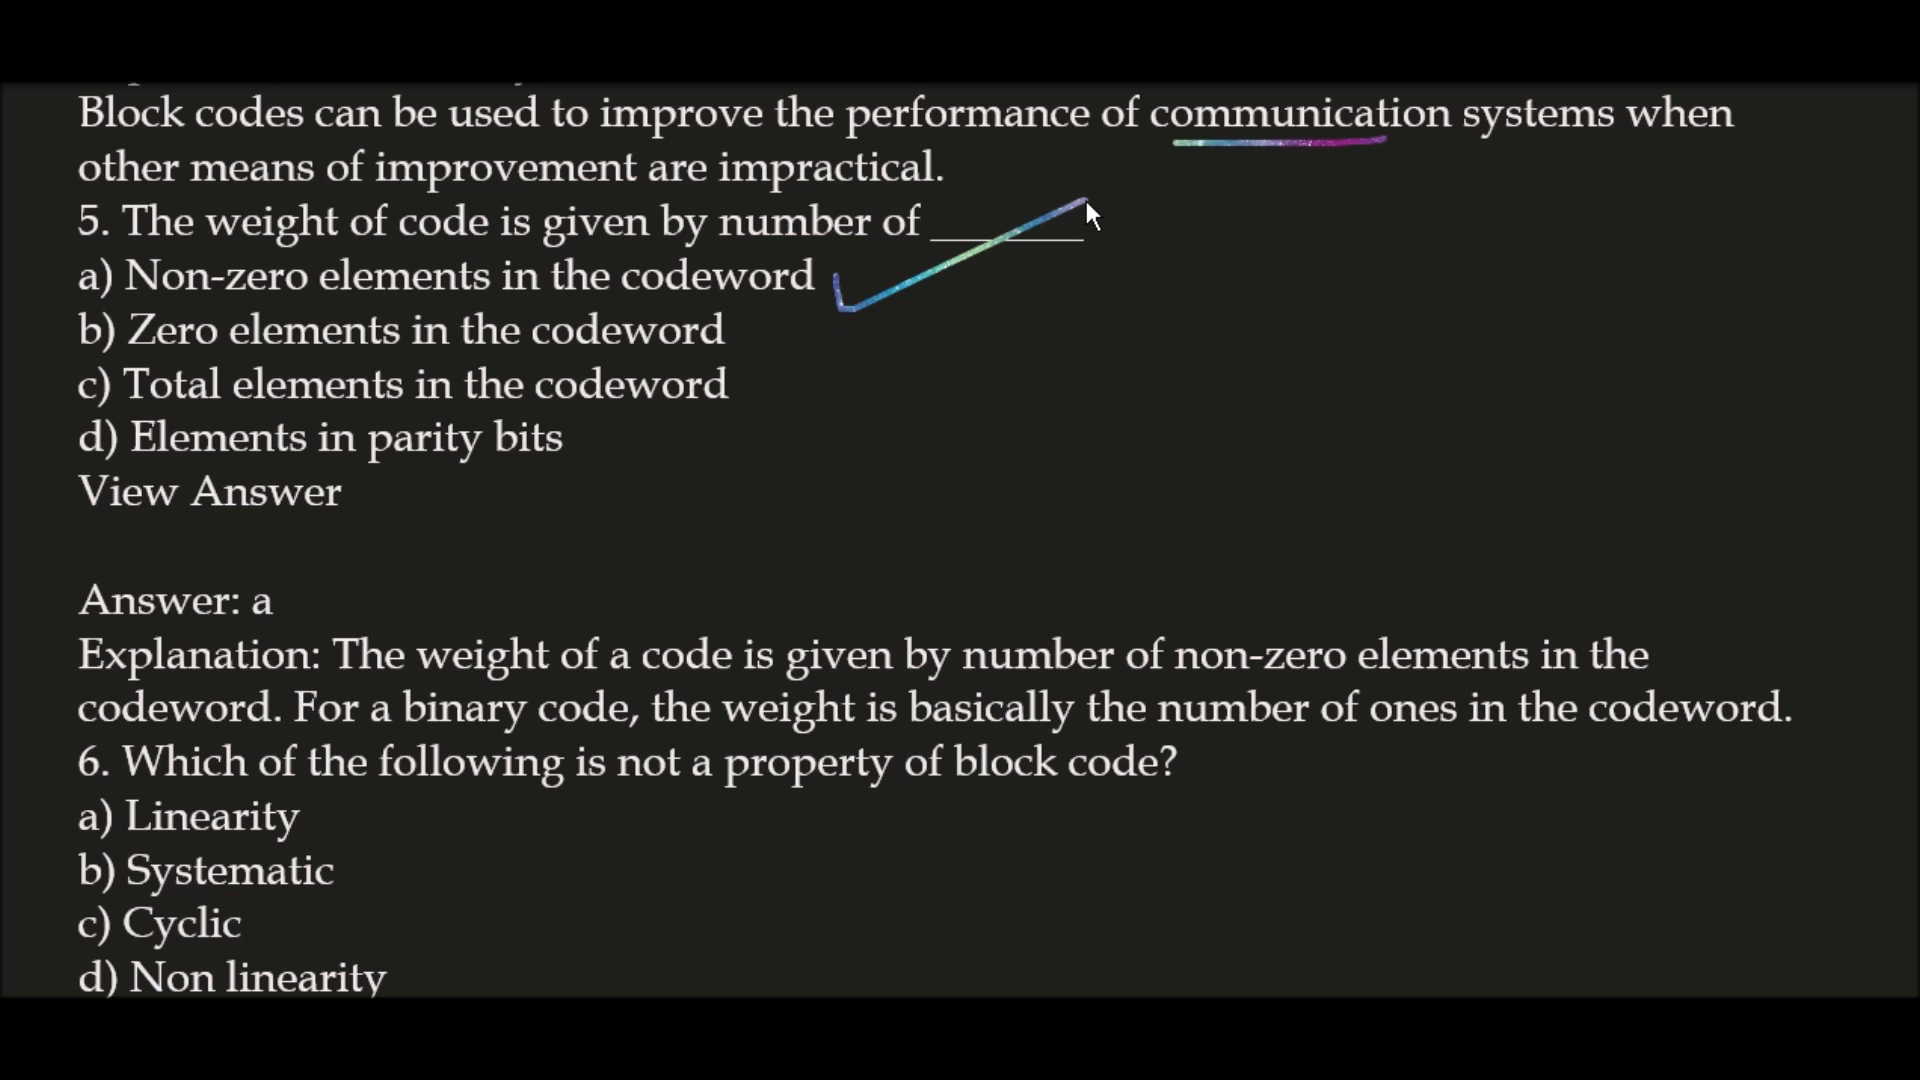 Block codes can be used to improve the performance of communication systems when
other means of improvement are impractical.
5. The weight of code is given by number of ________
a) Non-zero elements in the codeword
b) Zero elements in the codeword
c) Total elements in the codeword
d) Elements in parity bits
View Answer
Answer: a
Explanation: The weight of a code is given by number of non-zero elements in the
codeword. For a binary code, the weight is basically the number of ones in the codeword.
6. Which of the following is not a property of block code?
a) Linearity
b) Systematic
c) Cyclic
d) Non linearity